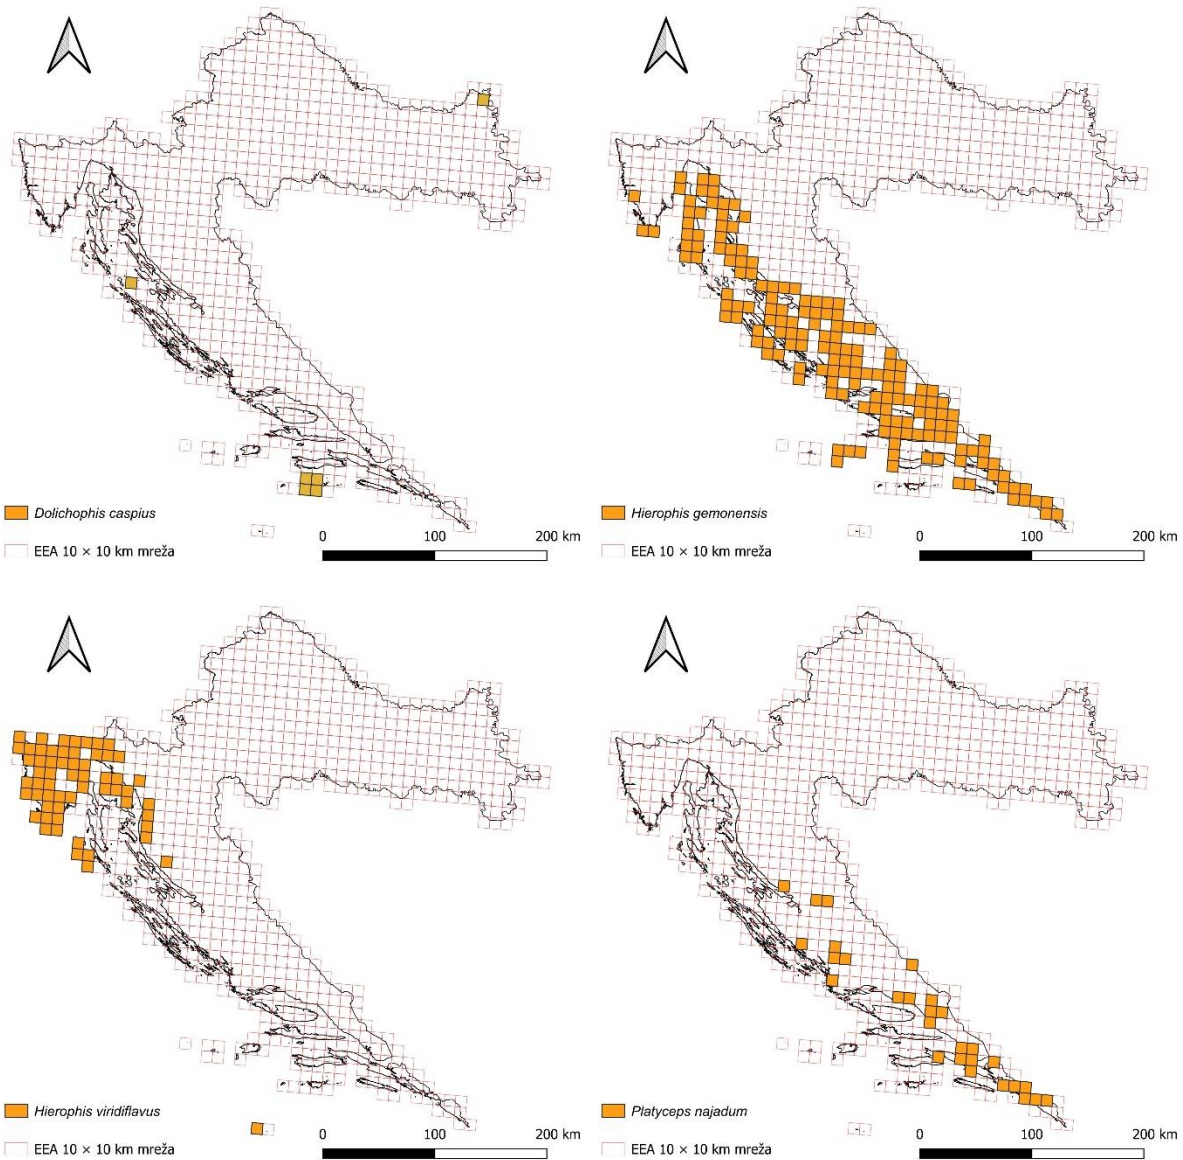 Dolichophis caspius
EEA 10 × 10 km mreža
0 100 200 km
Hierophis gemonensis
EEA 10 × 10 km mreža
0 100 200 km
Hierophis viridiflavus
EEA 10 × 10 km mreža
0 100 200 km
Platyceps najadum
EEA 10 × 10 km mreža
0 100 200 km